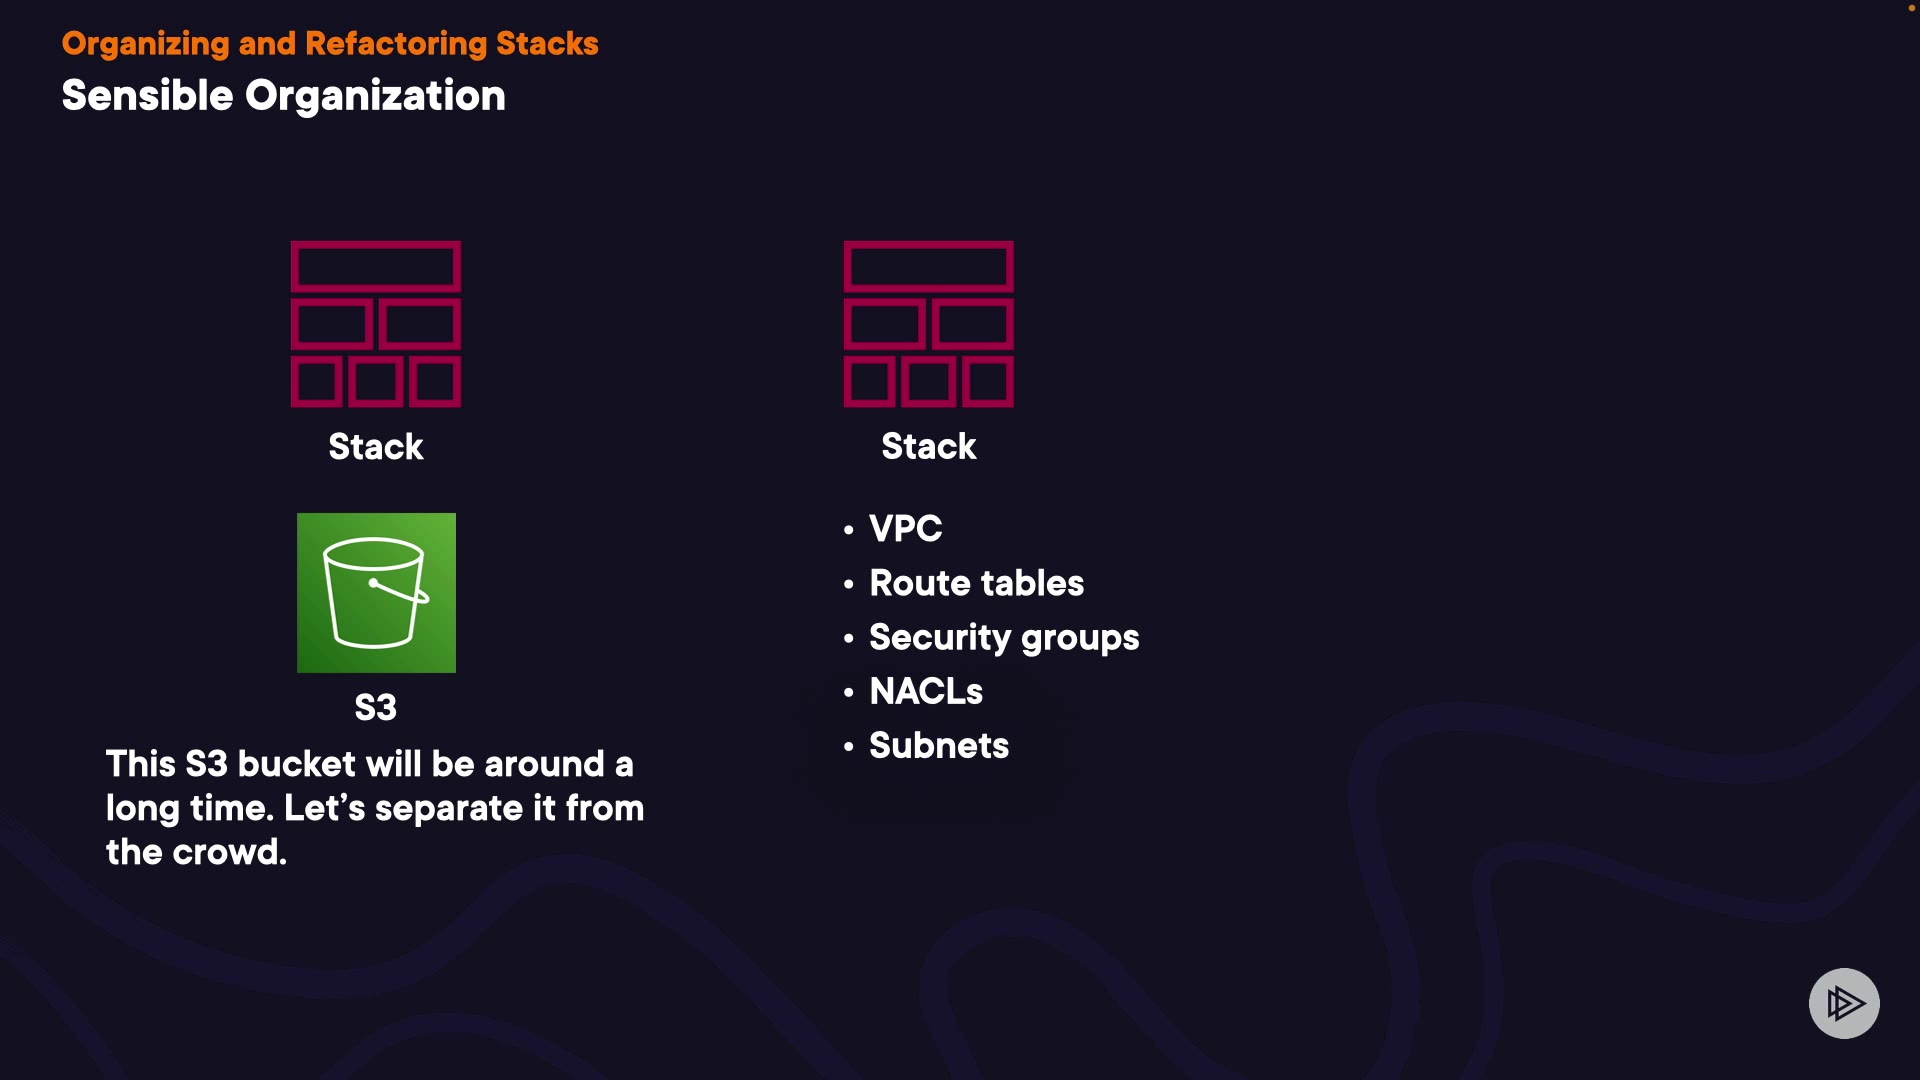 Organizing and Refactoring Stacks
Sensible Organization
Stack
S3
This S3 bucket will be around a
long time. Let’s separate it from
the crowd.
Stack
• VPC
• Route tables
• Security groups
• NACLs
• Subnets